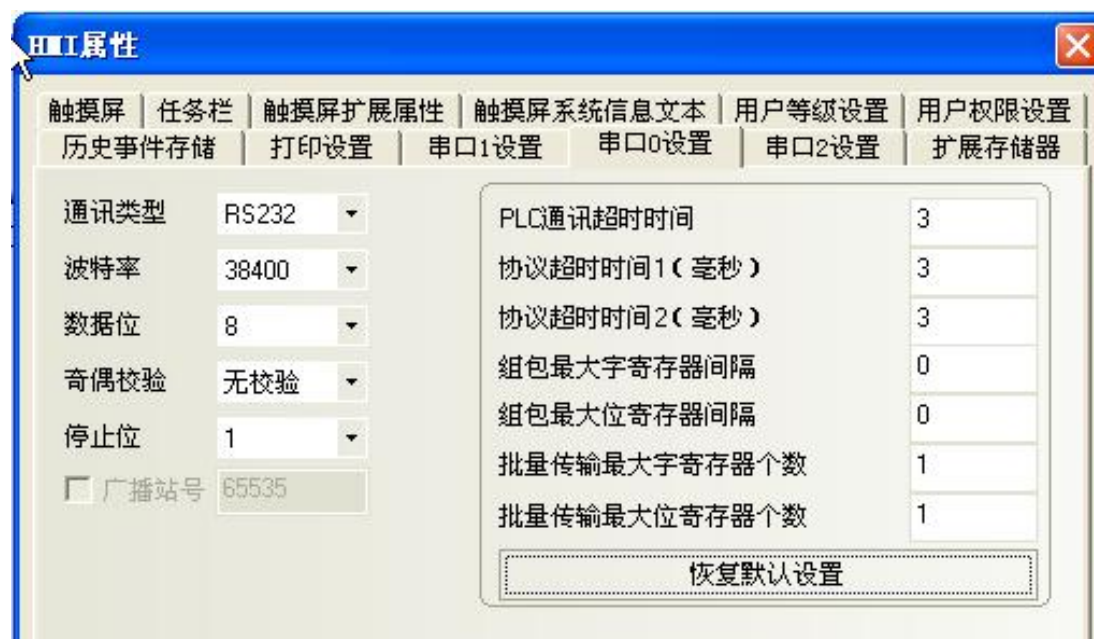 HMI属性
触摸屏 任务栏 触摸屏扩展属性 触摸屏系统信息文本 用户等级设置 用户权限设置
历史事件存储 打印设置 串口1设置 串口0设置 串口2设置 扩展存储器
通讯类型 RS232
波特率 38400
数据位 8
奇偶校验 无校验
停止位 1
广播站号 65535
PLC通讯超时时间 3
协议超时时间1(毫秒) 3
协议超时时间2(毫秒) 3
组包最大字寄存器间隔 0
组包最大位寄存器间隔 0
批量传输最大字寄存器个数 1
批量传输最大位寄存器个数 1
恢复默认设置